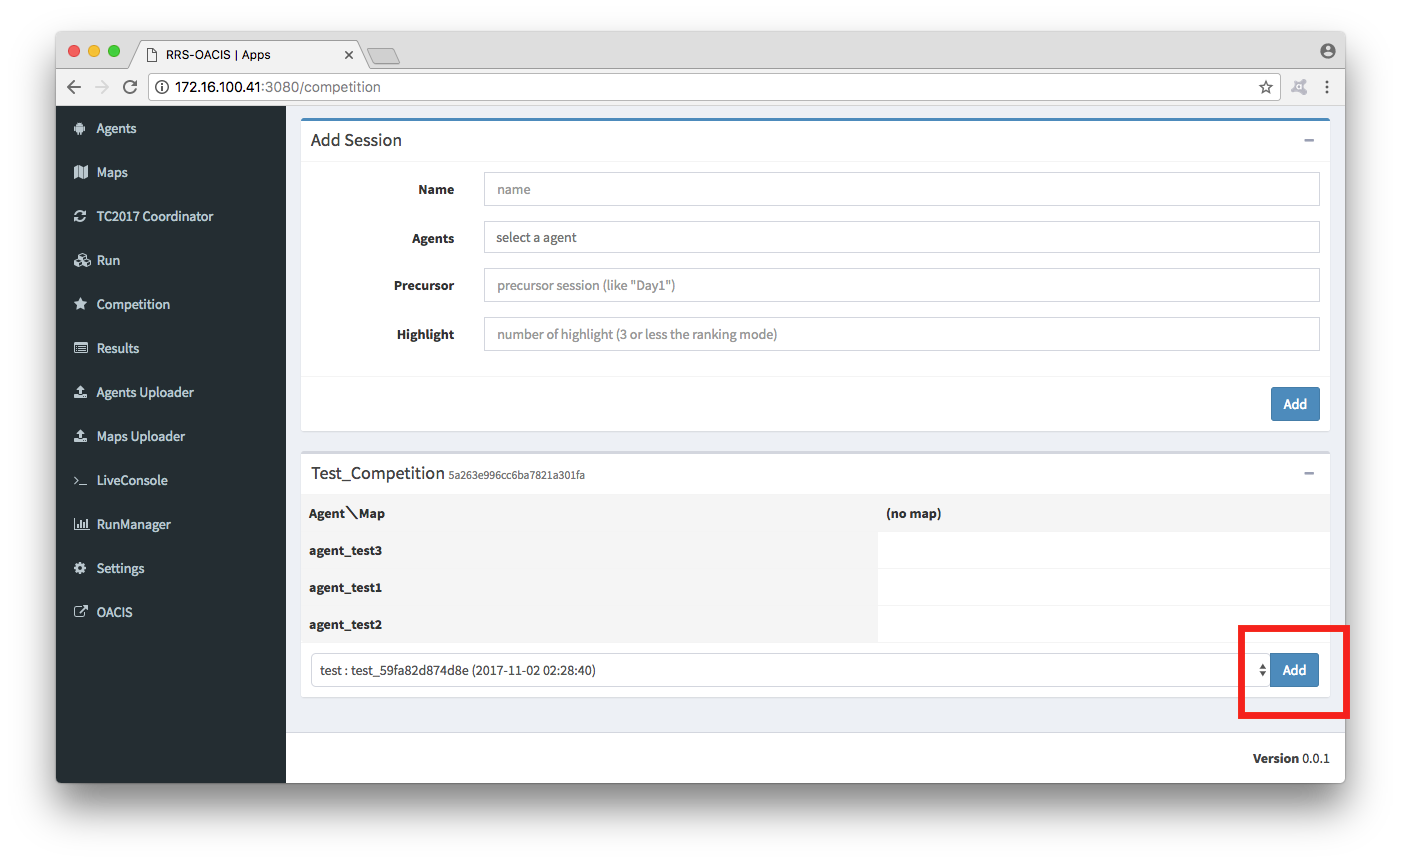 RRS-OACIS | Apps
172.16.100.41:3080/competition
Agents
Maps
TC2017 Coordinator
Run
Competition
Results
Agents Uploader
Maps Uploader
LiveConsole
RunManager
Settings
OACIS
Add Session
Name name
Agents select a agent
Precursor precursor session (like "Day1")
Highlight number of highlight (3 or less the ranking mode)
Add
Test_Competition 5a263e996cc6ba7821a301fa
Agent＼Map (no map)
agent_test3
agent_test1
agent_test2
test : test_59fa82d874d8e (2017-11-02 02:28:40) Add
Version 0.0.1